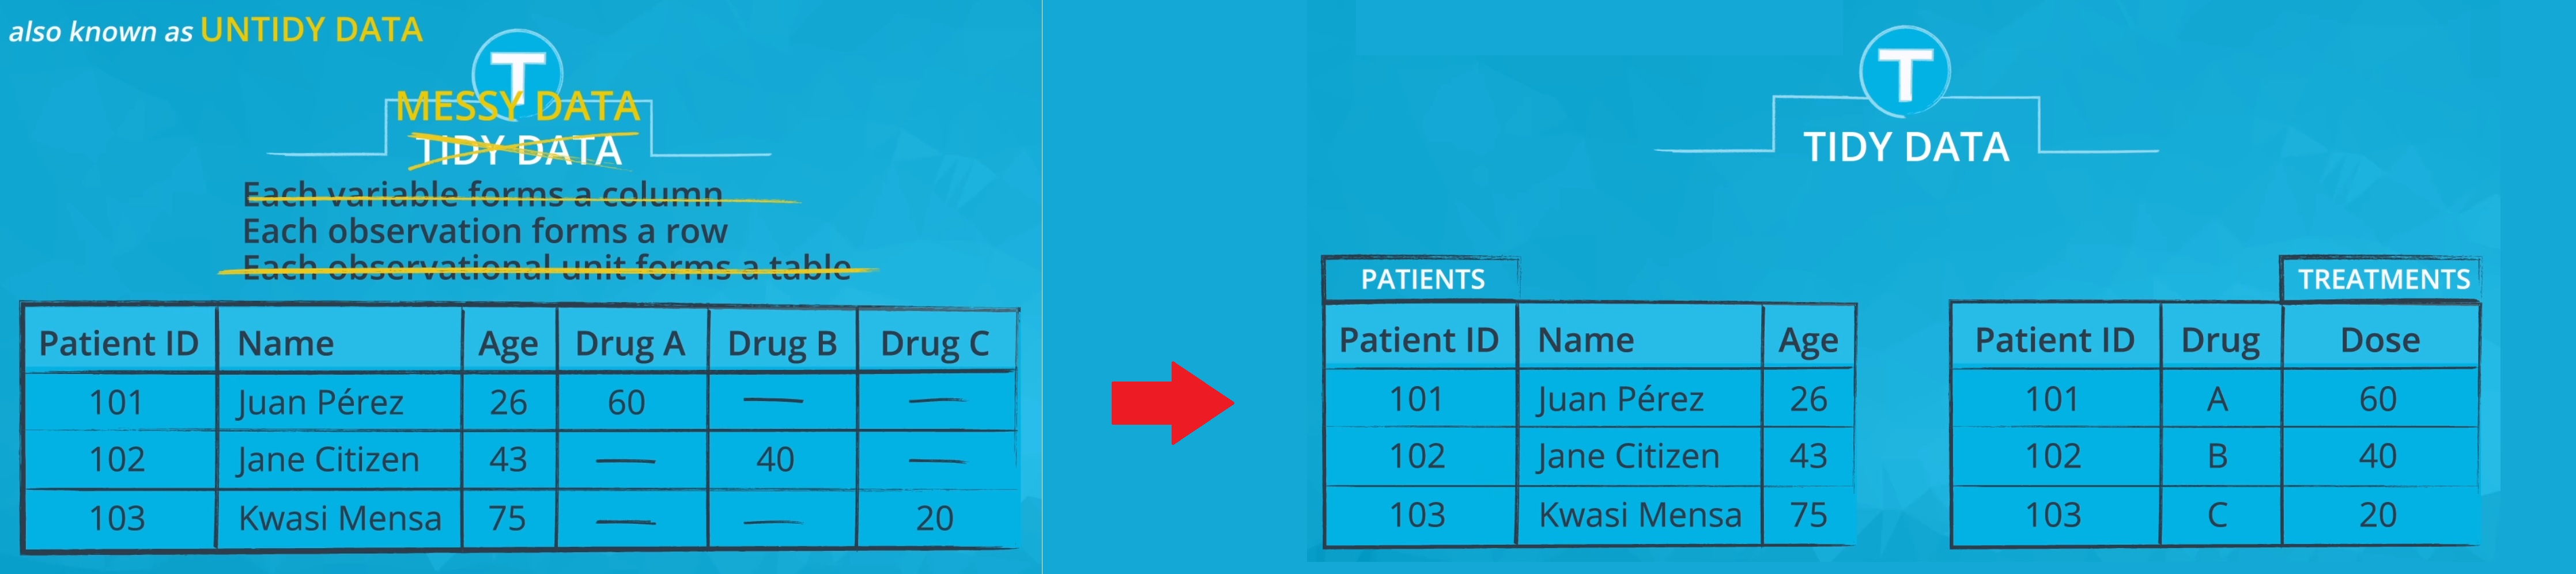 also known as UNTIDY DATA
T
MESSY DATA
TIDY DATA
Each variable forms a column
Each observation forms a row
Each observational unit forms a table
Patient ID Name Age Drug A Drug B Drug C
101 Juan Pérez 26 60 — —
102 Jane Citizen 43 — 40 —
103 Kwasi Mensa 75 — — 20
T
TIDY DATA
PATIENTS
Patient ID Name Age
101 Juan Pérez 26
102 Jane Citizen 43
103 Kwasi Mensa 75
TREATMENTS
Patient ID Drug Dose
101 A 60
102 B 40
103 C 20